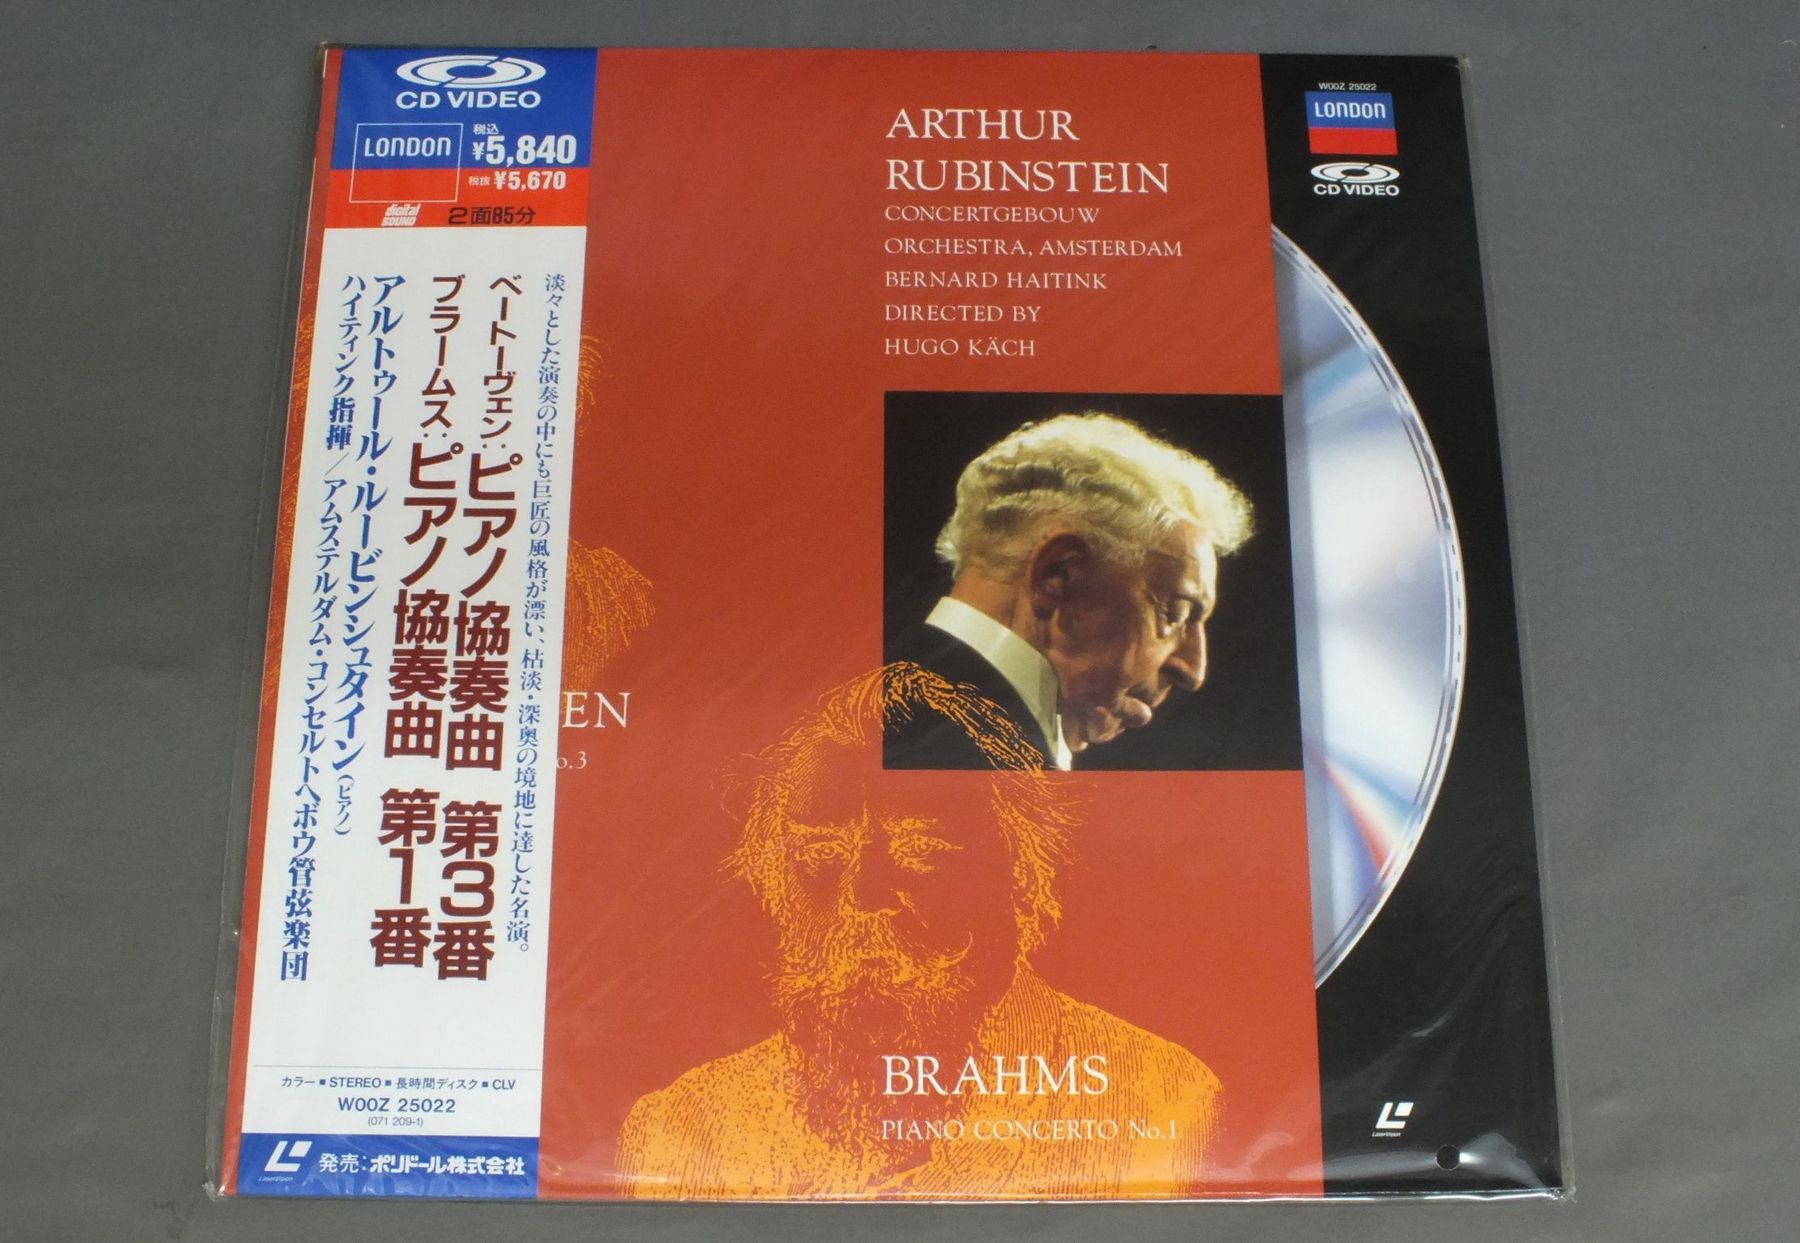 CD VIDEO
LONDON
税込
¥5,840
税抜 ¥5,670
digital SOUND
2面85分
淡々とした演奏の中にも巨匠の風格が漂い、枯淡・深奥の境地に達した名演。
ベートーヴェン:ピアノ協奏曲 第3番
ブラームス:ピアノ協奏曲 第1番
アルトゥール・ルービンシュタイン(ピアノ)
ハイティンク指揮/アムステルダム・コンセルトヘボウ管弦楽団
カラー■STEREO■長時間ディスク■CLV
W00Z 25022
(071 209-1)
LaserVision
発売:ポリドール株式会社
EN
o.3
ARTHUR
RUBINSTEIN
CONCERTGEBOUW
ORCHESTRA, AMSTERDAM
BERNARD HAITINK
DIRECTED BY
HUGO KÄCH
BRAHMS
PIANO CONCERTO No.1
W00Z 25022
LONDON
CD VIDEO
LaserVision